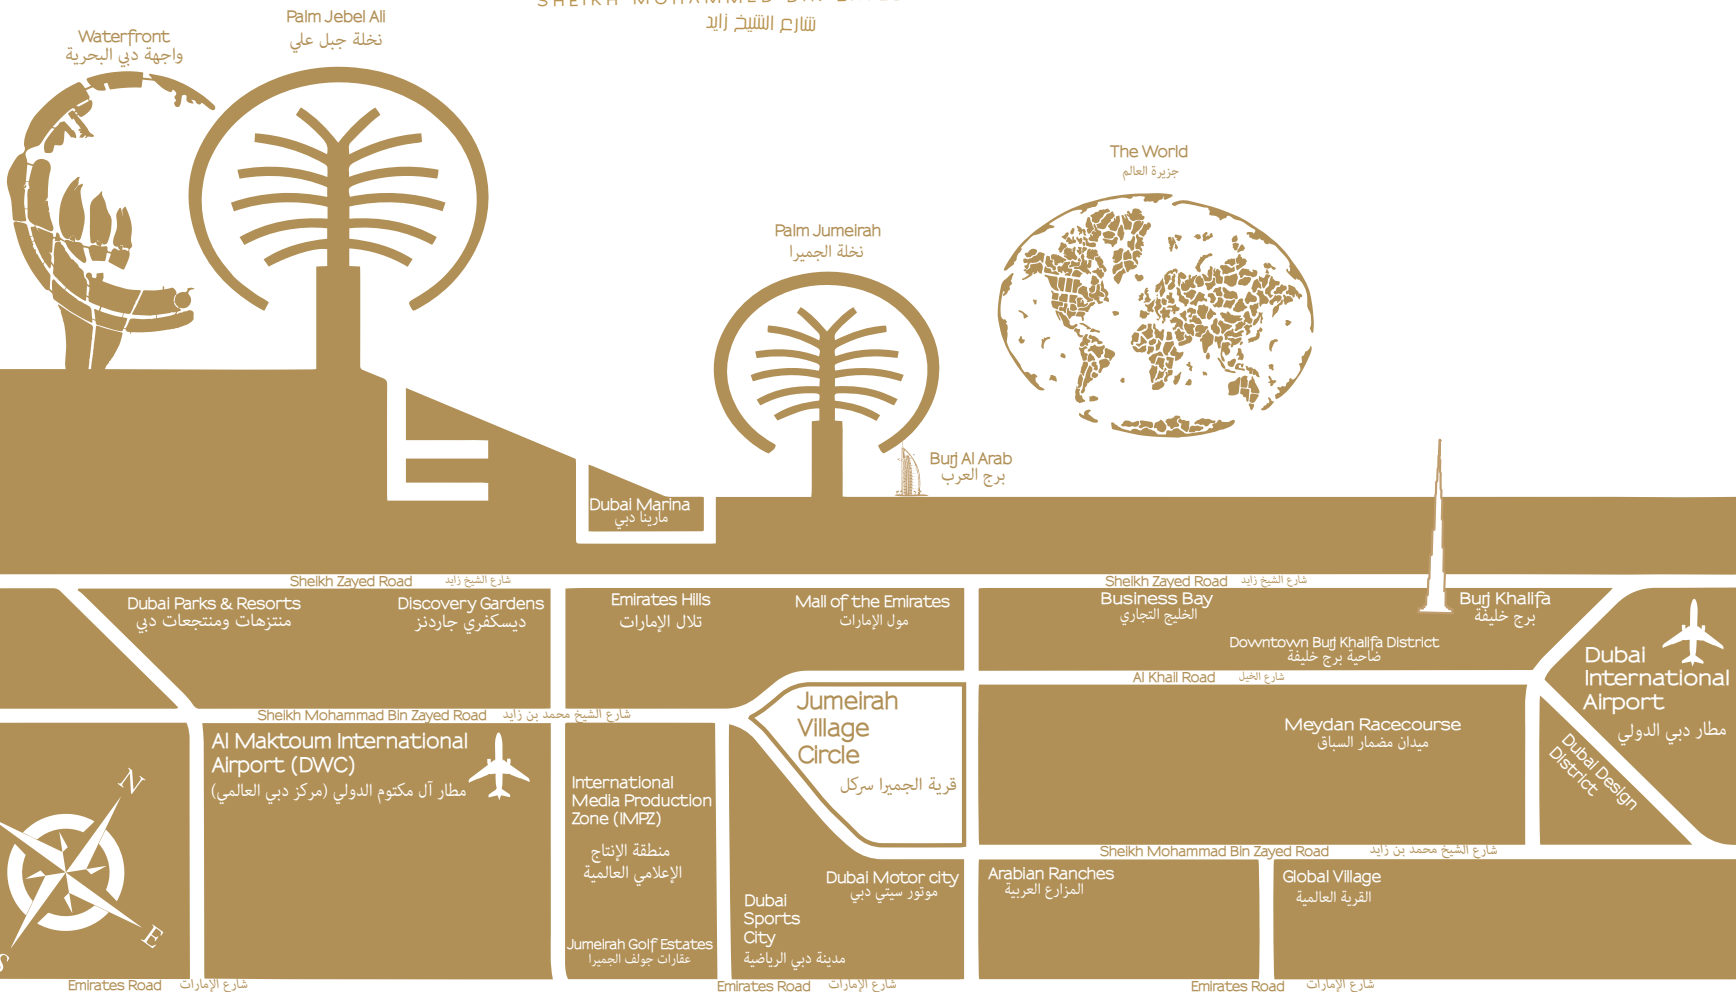 شارع الشيخ زايد
Palm Jebel Ali
نخلة جبل علي
Waterfront
واجهة دبي البحرية
The World
جزيرة العالم
Palm Jumeirah
نخلة الجميرا
Burj Al Arab
برج العرب
Dubai Marina
مارينا دبي
Sheikh Zayed Road شارع الشيخ زايد
Sheikh Zayed Road شارع الشيخ زايد
Dubai Parks & Resorts
منتزهات ومنتجعات دبي
Discovery Gardens
ديسكفري جاردنز
Emirates Hills
تلال الإمارات
Mall of the Emirates
مول الإمارات
Business Bay
الخليج التجاري
Burj Khalifa
برج خليفة
Downtown Burj Khalifa District
ضاحية برج خليفة
Dubai
International
Airport
مطار دبي الدولي
Al Khail Road شارع الخيل
Sheikh Mohammad Bin Zayed Road شارع الشيخ محمد بن زايد
Jumeirah
Village
Circle
قرية الجميرا سركل
Meydan Racecourse
ميدان مضمار السباق
Dubai Design
District
Al Maktoum International
Airport (DWC)
مطار آل مكتوم الدولي (مركز دبي العالمي)
International
Media Production
Zone (IMPZ)
منطقة الإنتاج
الإعلامي العالمية
N
E
S
Sheikh Mohammad Bin Zayed Road شارع الشيخ محمد بن زايد
Dubai Motor city
موتور سيتي دبي
Arabian Ranches
المزارع العربية
Global Village
القرية العالمية
Dubai
Sports
City
مدينة دبي الرياضية
Jumeirah Golf Estates
عقارات جولف الجميرا
Emirates Road شارع الإمارات
Emirates Road شارع الإمارات
Emirates Road شارع الإمارات